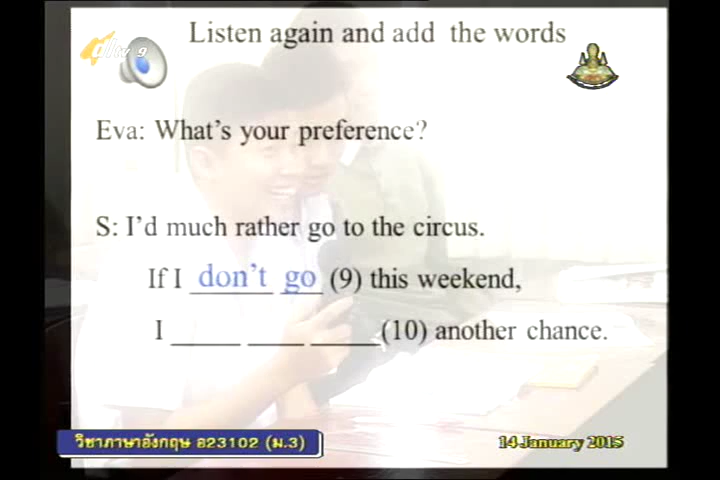 Listen again and add the words
Eva: What's your preference?
S: I'd much rather go to the circus.
If I don't go (9) this weekend,
I ____ ____ ____(10) another chance.
วิชาภาษาอังกฤษ อ23102 (ม.3)
14 January 2015